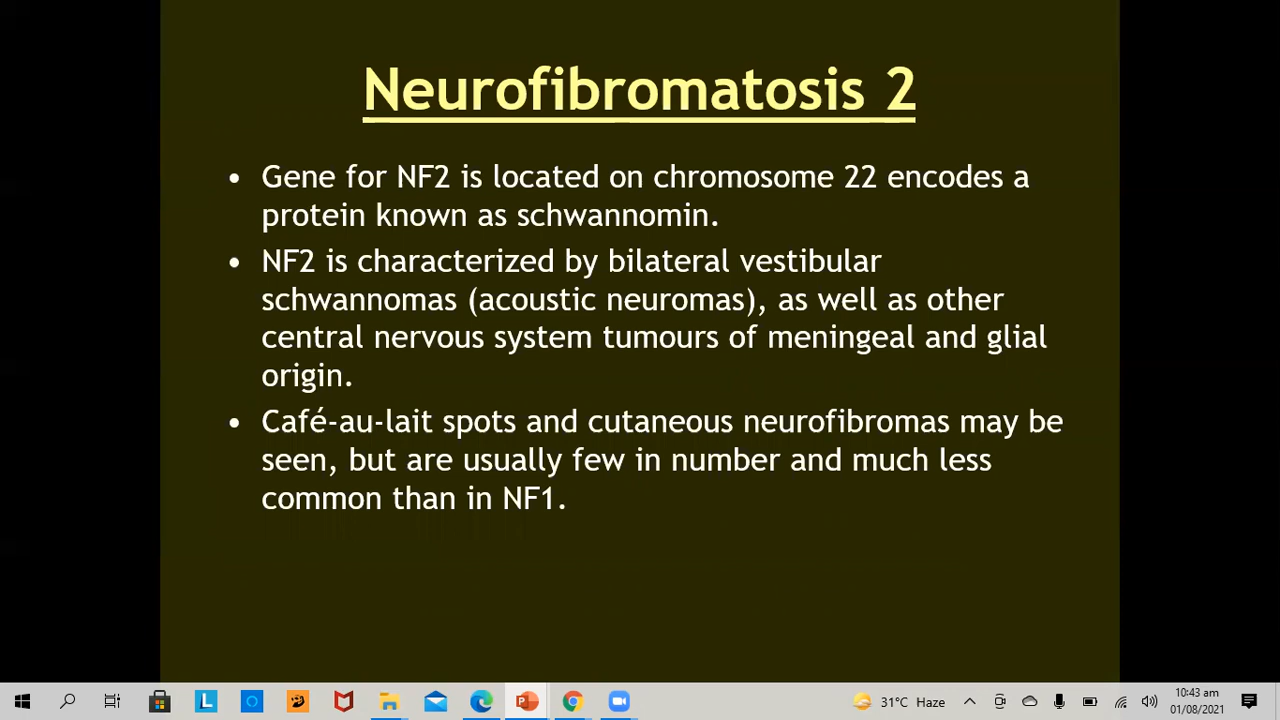 Neurofibromatosis 2
• Gene for NF2 is located on chromosome 22 encodes a
protein known as schwannomin.
• NF2 is characterized by bilateral vestibular
schwannomas (acoustic neuromas), as well as other
central nervous system tumours of meningeal and glial
origin.
• Café-au-lait spots and cutaneous neurofibromas may be
seen, but are usually few in number and much less
common than in NF1.
L
31°C Haze
10:43 am
01/08/2021